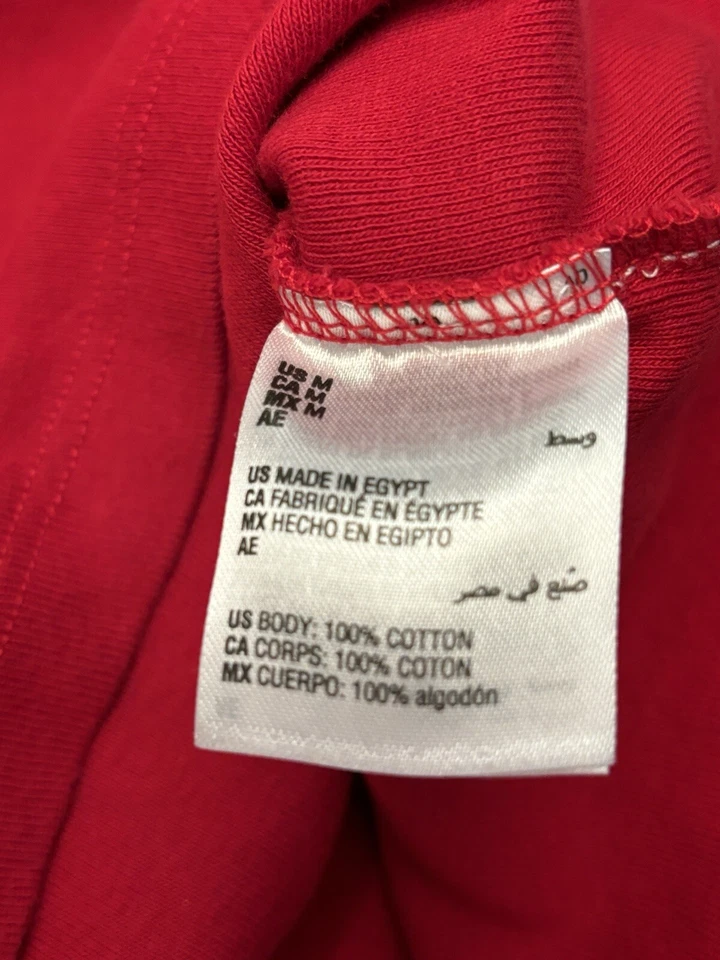 US M
CA M
MX M
AE
وسط
US MADE IN EGYPT
CA FABRIQUÉ EN ÉGYPTE
MX HECHO EN EGIPTO
AE
صُنع في مصر
US BODY: 100% COTTON
CA CORPS: 100% COTON
MX CUERPO: 100% algodón